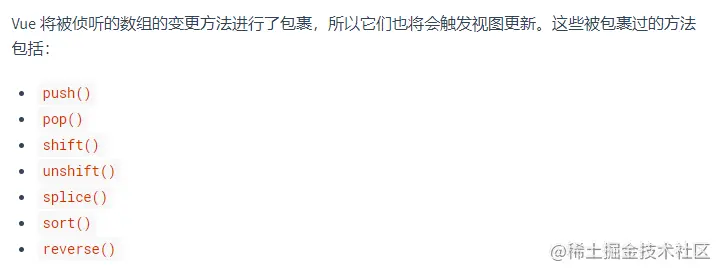 Vue 将被侦听的数组的变更方法进行了包裹，所以它们也将会触发视图更新。这些被包裹过的方法
包括：
push()
pop()
shift()
unshift()
splice()
sort()
reverse()
@稀土掘金技术社区